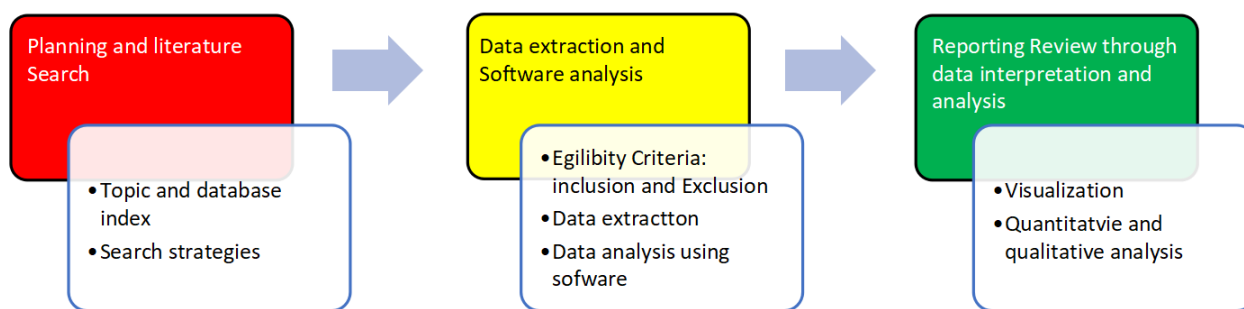 Planning and literature
Search
•Topic and database
index
•Search strategies
Data extraction and
Software analysis
•Egilibity Criteria:
inclusion and Exclusion
•Data extractton
•Data analysis using
sofware
Reporting Review through
data interpretation and
analysis
•Visualization
•Quantitatvie and
qualitative analysis